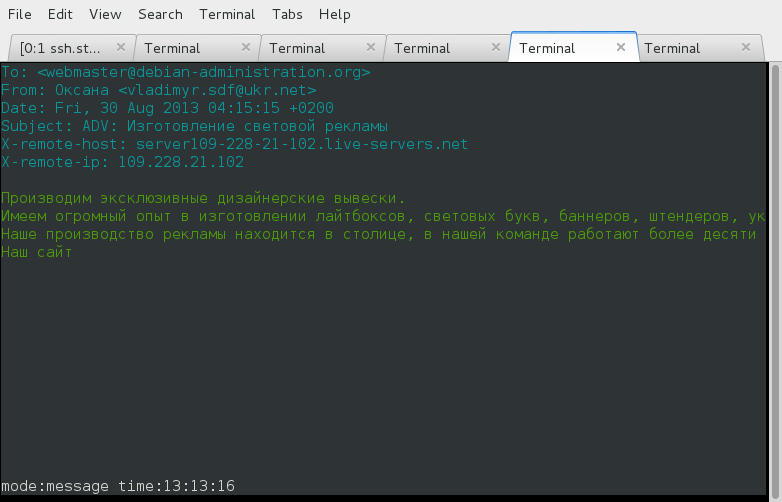 File Edit View Search Terminal Tabs Help
[0:1 ssh.st... Terminal Terminal Terminal Terminal Terminal
To: <webmaster@debian-administration.org>
From: Оксана <vladimyr.sdf@ukr.net>
Date: Fri, 30 Aug 2013 04:15:15 +0200
Subject: ADV: Изготовление световой рекламы
X-remote-host: server109-228-21-102.live-servers.net
X-remote-ip: 109.228.21.102
Производим эксклюзивные дизайнерские вывески.
Имеем огромный опыт в изготовлении лайтбоксов, световых букв, баннеров, штендеров, ук
Наше производство рекламы находится в столице, в нашей команде работают более десяти
Наш сайт
mode:message time:13:13:16